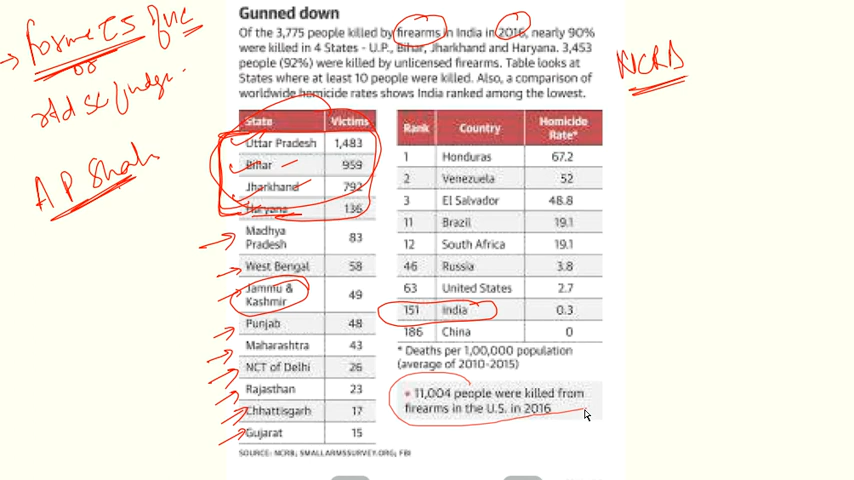 Gunned down
Of the 3,775 people killed by firearms in India in 2016, nearly 90%
were killed in 4 States - U.P., Bihar, Jharkhand and Haryana. 3,453
people (92%) were killed by unlicensed firearms. Table looks at
States where at least 10 people were killed. Also, a comparison of
worldwide homicide rates shows India ranked among the lowest.
State Victims
Uttar Pradesh 1,483
Bihar 959
Jharkhand 792
Haryana 136
Madhya
Pradesh 83
West Bengal 58
Jammu &
Kashmir 49
Punjab 48
Maharashtra 43
NCT of Delhi 26
Rajasthan 23
Chhattisgarh 17
Gujarat 15
Rank Country Homicide
Rate*
1 Honduras 67.2
2 Venezuela 52
3 El Salvador 48.8
11 Brazil 19.1
12 South Africa 19.1
46 Russia 3.8
63 United States 2.7
151 India 0.3
186 China 0
* Deaths per 1,00,000 population
(average of 2010-2015)
• 11,004 people were killed from
firearms in the U.S. in 2016
SOURCE: NCRB, SMALLARMSSURVEY.ORG, FBI
or
judge
A P Shah
NCRB